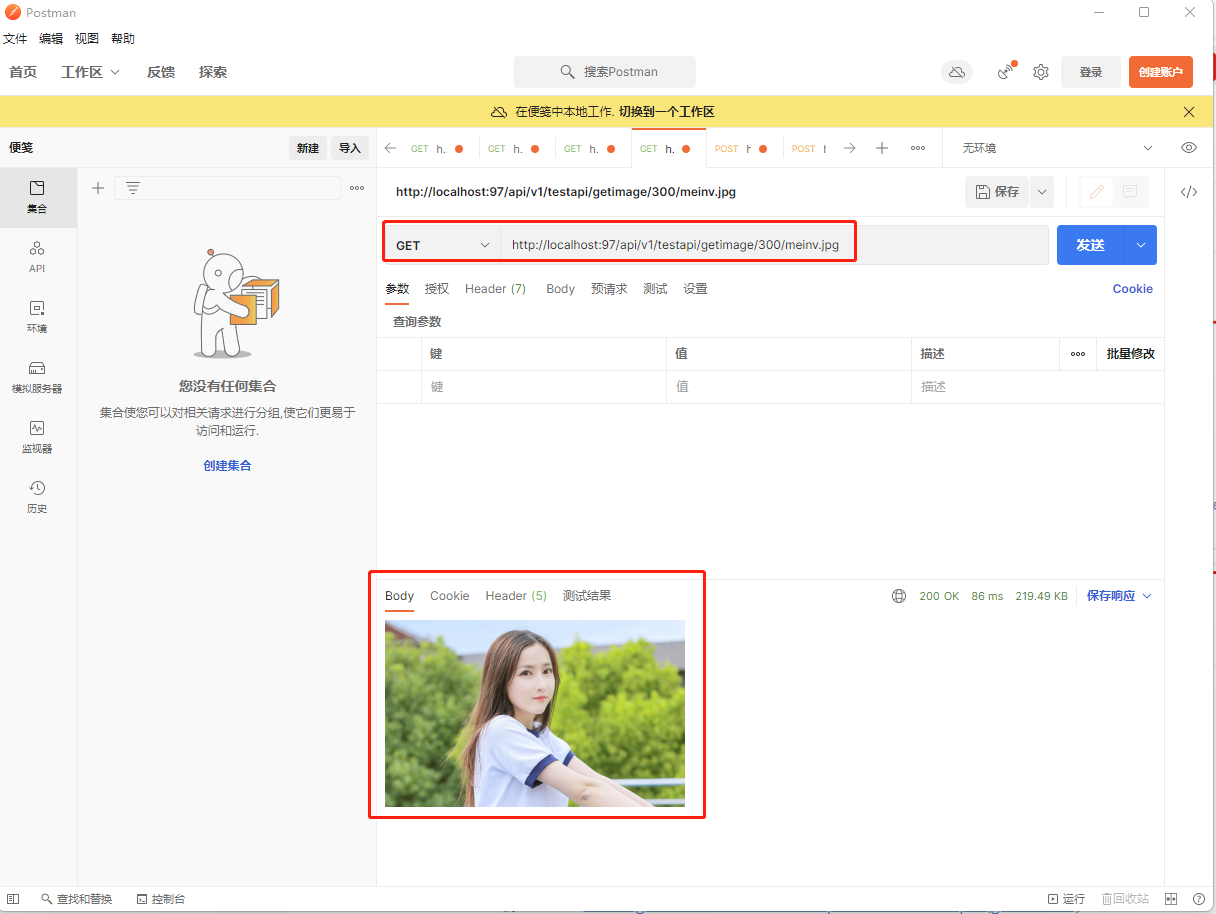 Postman
文件 编辑 视图 帮助
首页 工作区 反馈 探索 搜索Postman 登录 创建账户
在便笺中本地工作. 切换到一个工作区
便笺 新建 导入 GET h. GET h. GET h. GET h. POST h POST 无环境
集合
API
环境
模拟服务器
监视器
历史
您没有任何集合
集合使您可以对相关请求进行分组,使它们更易于
访问和运行.
创建集合
http://localhost:97/api/v1/testapi/getimage/300/meinv.jpg 保存
GET http://localhost:97/api/v1/testapi/getimage/300/meinv.jpg 发送
参数 授权 Header (7) Body 预请求 测试 设置 Cookie
查询参数
键 值 描述 批量修改
键 值 描述
Body Cookie Header (5) 测试结果 200 OK 86 ms 219.49 KB 保存响应
查找和替换 控制台 运行 回收站